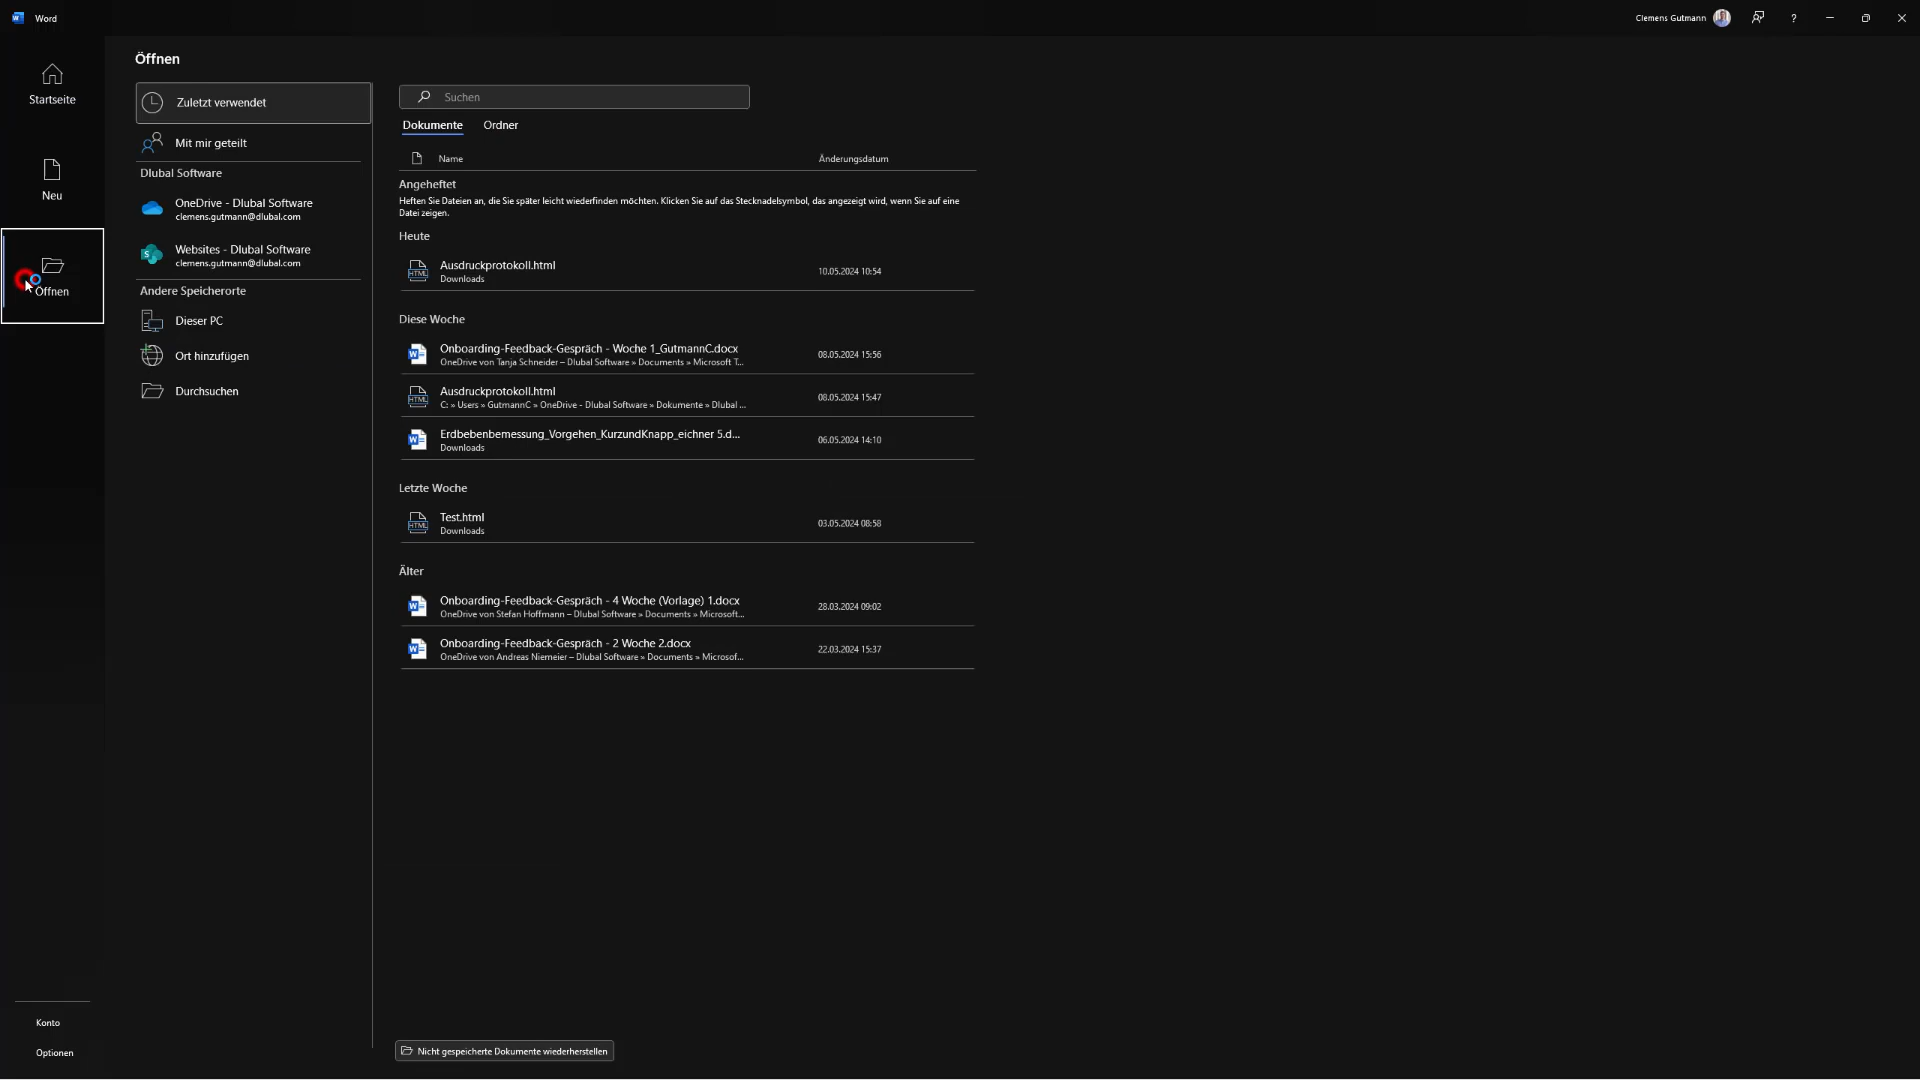 Word
Clemens Gutmann
?
Startseite
Neu
Öffnen
Konto
Optionen
Öffnen
Zuletzt verwendet
Mit mir geteilt
Dlubal Software
OneDrive - Dlubal Software
clemens.gutmann@dlubal.com
Websites - Dlubal Software
clemens.gutmann@dlubal.com
Andere Speicherorte
Dieser PC
Ort hinzufügen
Durchsuchen
Suchen
Dokumente Ordner
Name Änderungsdatum
Angeheftet
Heften Sie Dateien an, die Sie später leicht wiederfinden möchten. Klicken Sie auf das Stecknadelsymbol, das angezeigt wird, wenn Sie auf eine
Datei zeigen.
Heute
Ausdruckprotokoll.html 10.05.2024 10:54
Downloads
Diese Woche
Onboarding-Feedback-Gespräch - Woche 1_GutmannC.docx 08.05.2024 15:56
OneDrive von Tanja Schneider – Dlubal Software » Documents » Microsoft T...
Ausdruckprotokoll.html 08.05.2024 15:47
C: » Users » GutmannC » OneDrive - Dlubal Software » Dokumente » Dlubal ...
Erdbebenbemessung_Vorgehen_KurzundKnapp_eichner 5.d... 06.05.2024 14:10
Downloads
Letzte Woche
Test.html 03.05.2024 08:58
Downloads
Älter
Onboarding-Feedback-Gespräch - 4 Woche (Vorlage) 1.docx 28.03.2024 09:02
OneDrive von Stefan Hoffmann – Dlubal Software » Documents » Microsoft...
Onboarding-Feedback-Gespräch - 2 Woche 2.docx 22.03.2024 15:37
OneDrive von Andreas Niemeier – Dlubal Software » Documents » Microsof...
Nicht gespeicherte Dokumente wiederherstellen